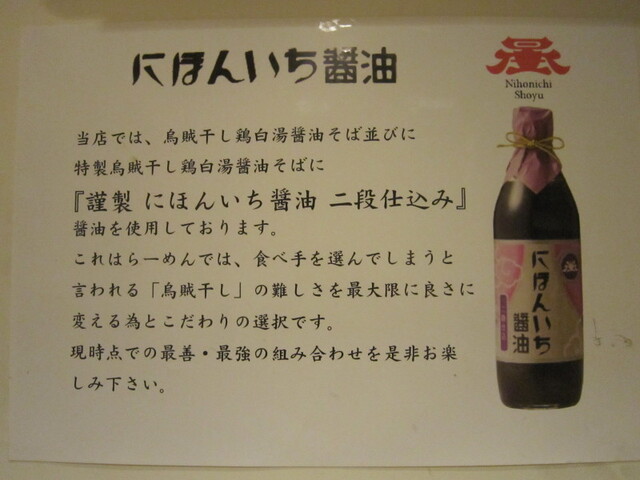 にほんいち醤油
Nihonichi
Shoyu
当店では、烏賊干し鶏白湯醤油そば並びに
特製烏賊干し鶏白湯醤油そばに
『謹製 にほんいち醤油 二段仕込み』
醤油を使用しております。
これはらーめんでは、食べ手を選んでしまうと
言われる「烏賊干し」の難しさを最大限に良さに
変える為とこだわりの選択です。
現時点での最善・最強の組み合わせを是非お楽
しみ下さい。
にほんいち
醤油